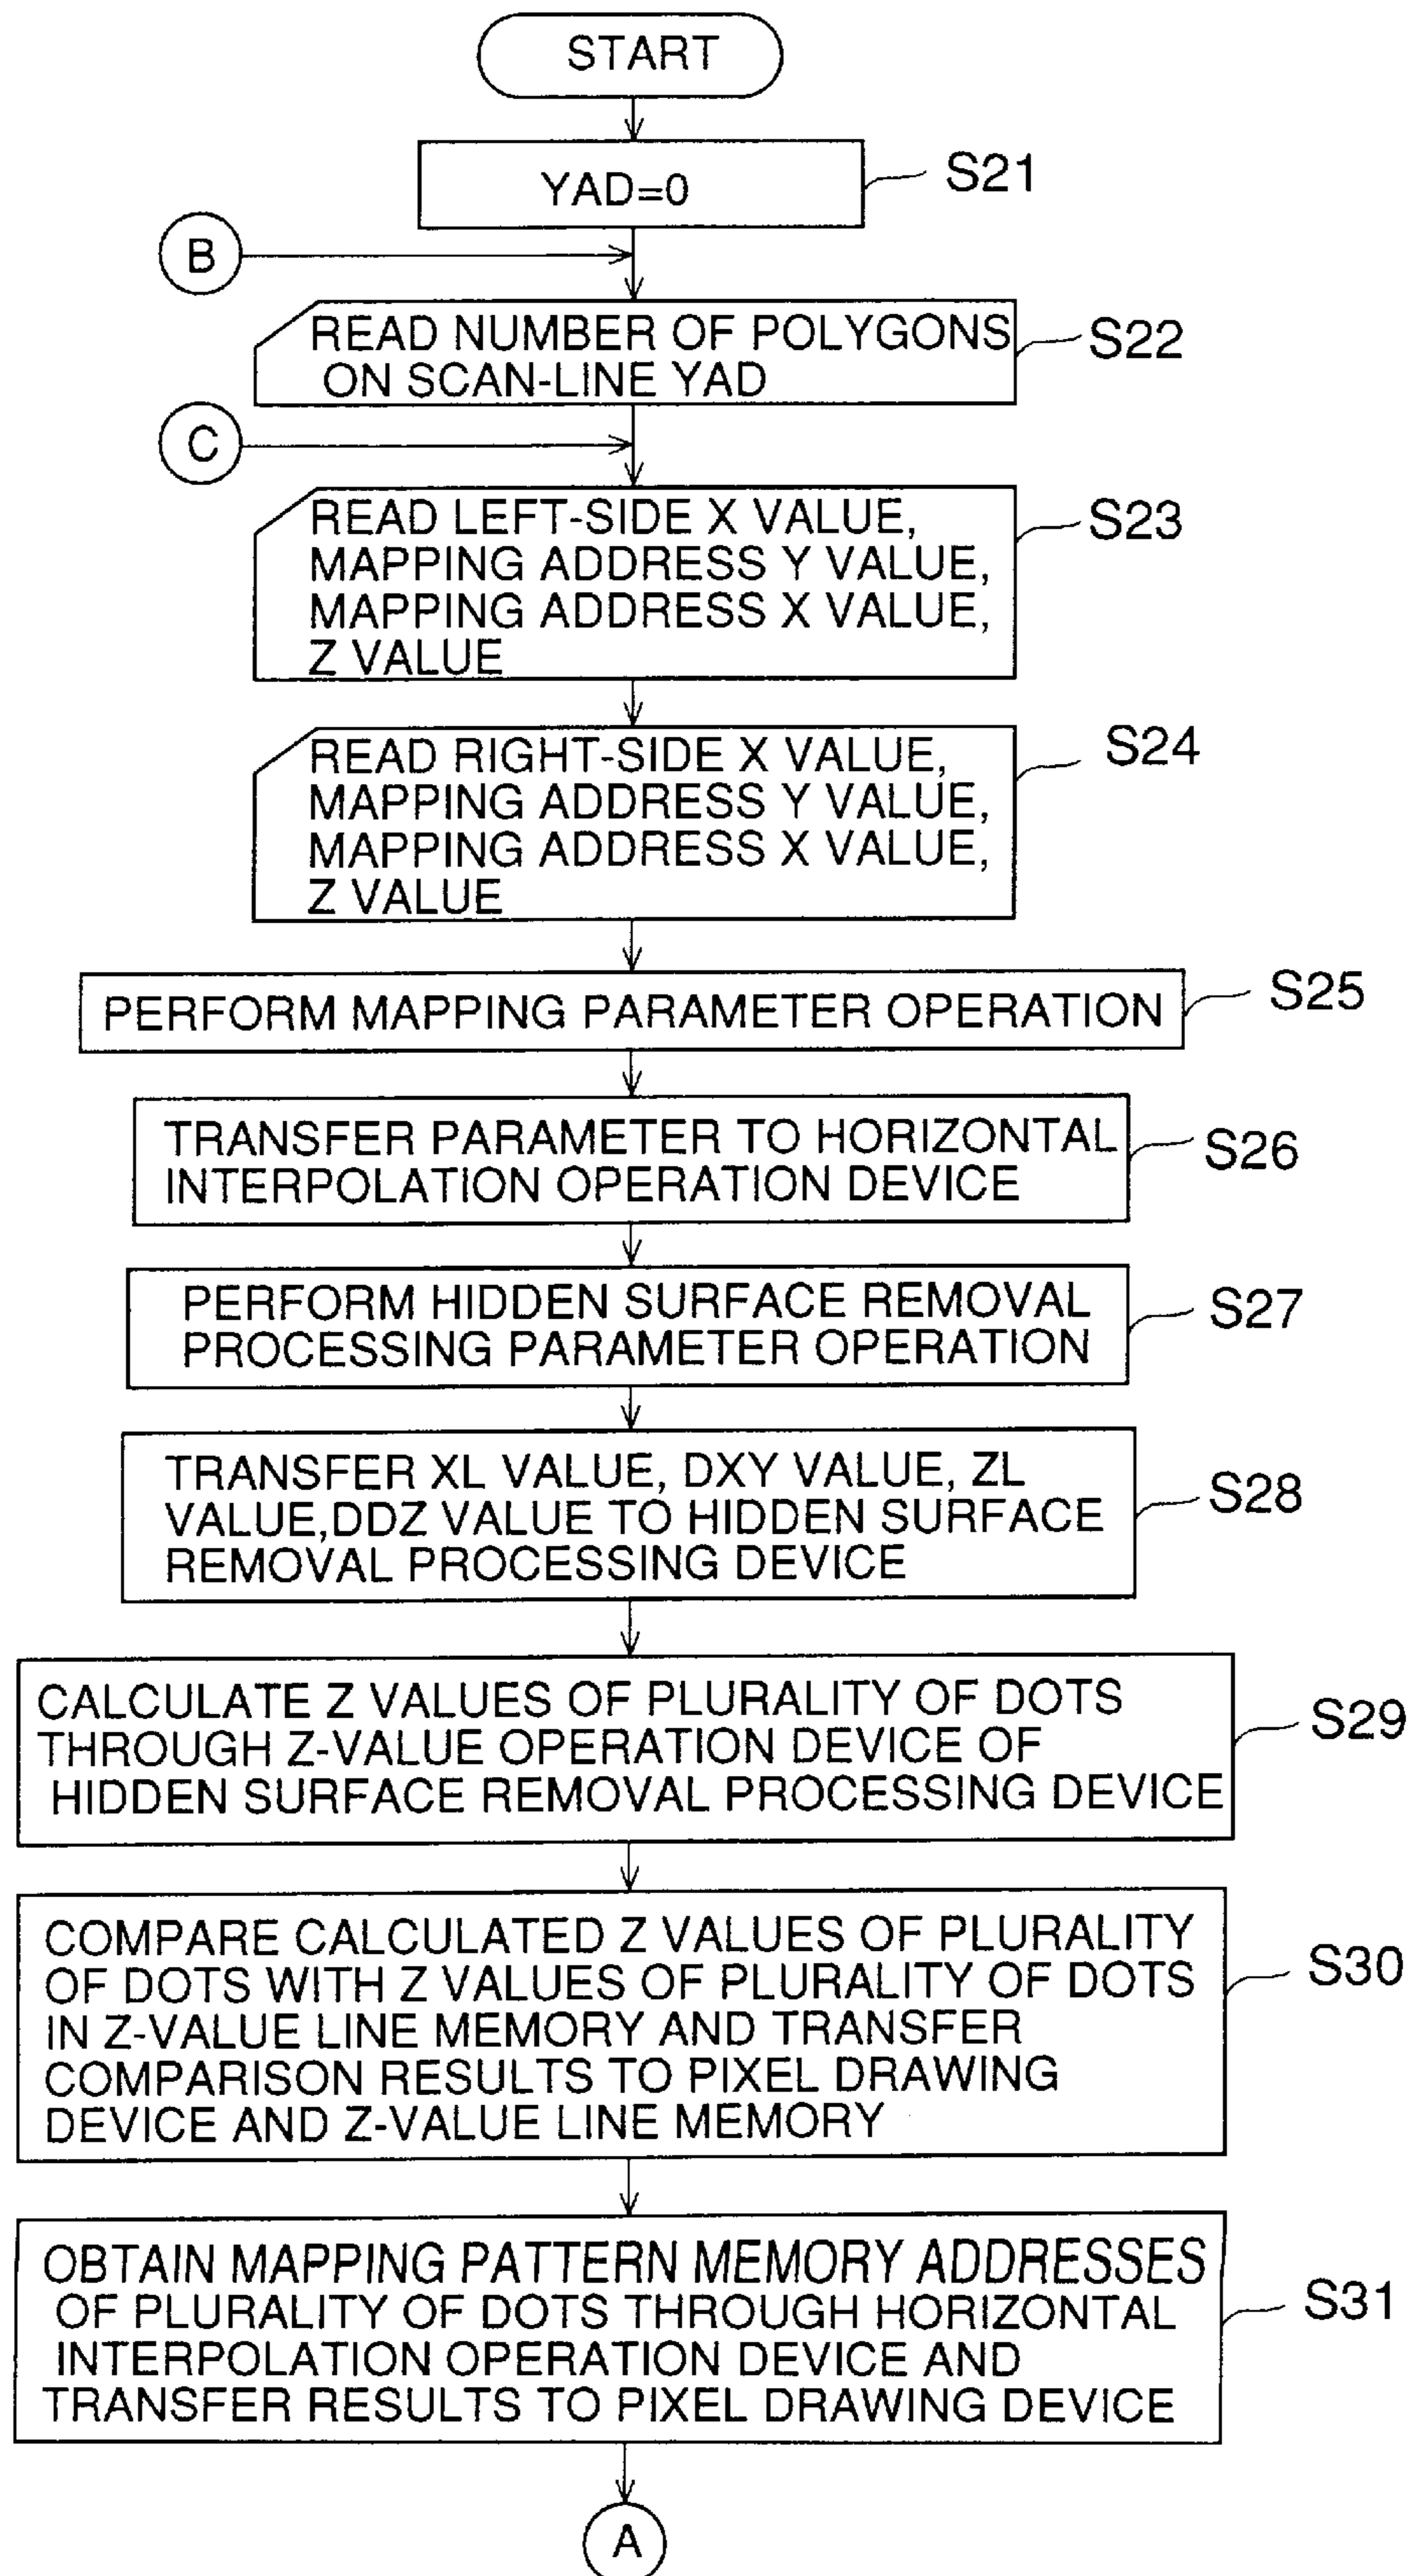 START
YAD=0
S21
B
READ NUMBER OF POLYGONS
ON SCAN-LINE YAD
S22
C
READ LEFT-SIDE X VALUE,
MAPPING ADDRESS Y VALUE,
MAPPING ADDRESS X VALUE,
Z VALUE
S23
READ RIGHT-SIDE X VALUE,
MAPPING ADDRESS Y VALUE,
MAPPING ADDRESS X VALUE,
Z VALUE
S24
PERFORM MAPPING PARAMETER OPERATION
S25
TRANSFER PARAMETER TO HORIZONTAL
INTERPOLATION OPERATION DEVICE
S26
PERFORM HIDDEN SURFACE REMOVAL
PROCESSING PARAMETER OPERATION
S27
TRANSFER XL VALUE, DXY VALUE, ZL
VALUE,DDZ VALUE TO HIDDEN SURFACE
REMOVAL PROCESSING DEVICE
S28
CALCULATE Z VALUES OF PLURALITY OF DOTS
THROUGH Z-VALUE OPERATION DEVICE OF
HIDDEN SURFACE REMOVAL PROCESSING DEVICE
S29
COMPARE CALCULATED Z VALUES OF PLURALITY
OF DOTS WITH Z VALUES OF PLURALITY OF DOTS
IN Z-VALUE LINE MEMORY AND TRANSFER
COMPARISON RESULTS TO PIXEL DRAWING
DEVICE AND Z-VALUE LINE MEMORY
S30
OBTAIN MAPPING PATTERN MEMORY ADDRESSES
OF PLURALITY OF DOTS THROUGH HORIZONTAL
INTERPOLATION OPERATION DEVICE AND
TRANSFER RESULTS TO PIXEL DRAWING DEVICE
S31
A